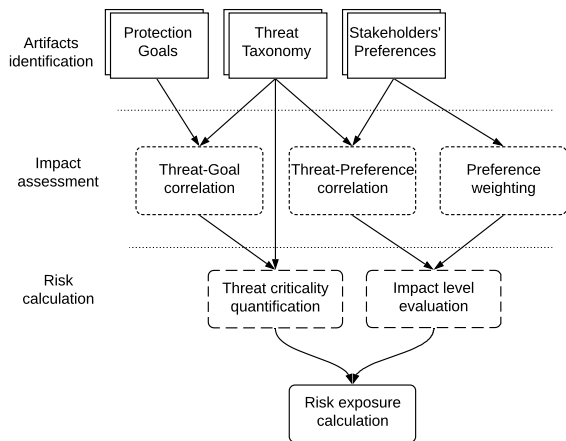 Artifacts
identification
Protection
Goals
Threat
Taxonomy
Stakeholders'
Preferences
Impact
assessment
Threat-Goal
correlation
Threat-Preference
correlation
Preference
weighting
Risk
calculation
Threat criticality
quantification
Impact level
evaluation
Risk exposure
calculation